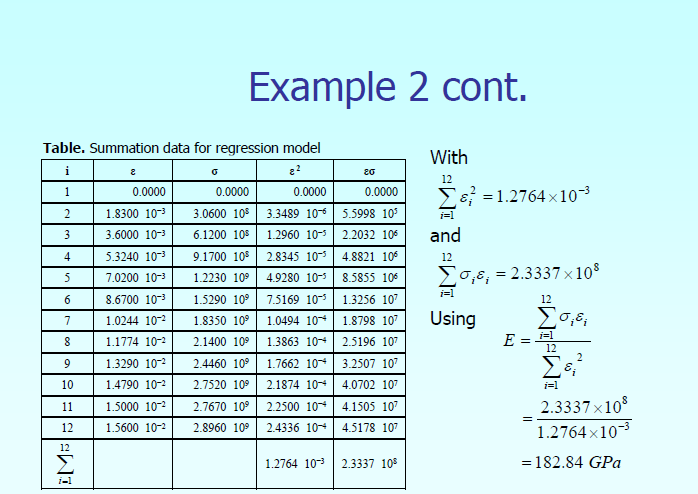 Example 2 cont.
Table. Summation data for regression model
i ε σ ε² εσ
1 0.0000 0.0000 0.0000 0.0000
2 1.8300 10⁻³ 3.0600 10⁸ 3.3489 10⁻⁶ 5.5998 10⁵
3 3.6000 10⁻³ 6.1200 10⁸ 1.2960 10⁻⁵ 2.2032 10⁶
4 5.3240 10⁻³ 9.1700 10⁸ 2.8345 10⁻⁵ 4.8821 10⁶
5 7.0200 10⁻³ 1.2230 10⁹ 4.9280 10⁻⁵ 8.5855 10⁶
6 8.6700 10⁻³ 1.5290 10⁹ 7.5169 10⁻⁵ 1.3256 10⁷
7 1.0244 10⁻² 1.8350 10⁹ 1.0494 10⁻⁴ 1.8798 10⁷
8 1.1774 10⁻² 2.1400 10⁹ 1.3863 10⁻⁴ 2.5196 10⁷
9 1.3290 10⁻² 2.4460 10⁹ 1.7662 10⁻⁴ 3.2507 10⁷
10 1.4790 10⁻² 2.7520 10⁹ 2.1874 10⁻⁴ 4.0702 10⁷
11 1.5000 10⁻² 2.7670 10⁹ 2.2500 10⁻⁴ 4.1505 10⁷
12 1.5600 10⁻² 2.8960 10⁹ 2.4336 10⁻⁴ 4.5178 10⁷
12
∑ 1.2764 10⁻³ 2.3337 10⁸
i=1
With
12
∑ εᵢ² = 1.2764 × 10⁻³
i=1
and
12
∑ σᵢεᵢ = 2.3337 × 10⁸
i=1
Using
12
∑ σᵢεᵢ
i=1
E =
12
∑ εᵢ²
i=1
2.3337 × 10⁸
=
1.2764 × 10⁻³
= 182.84 GPa